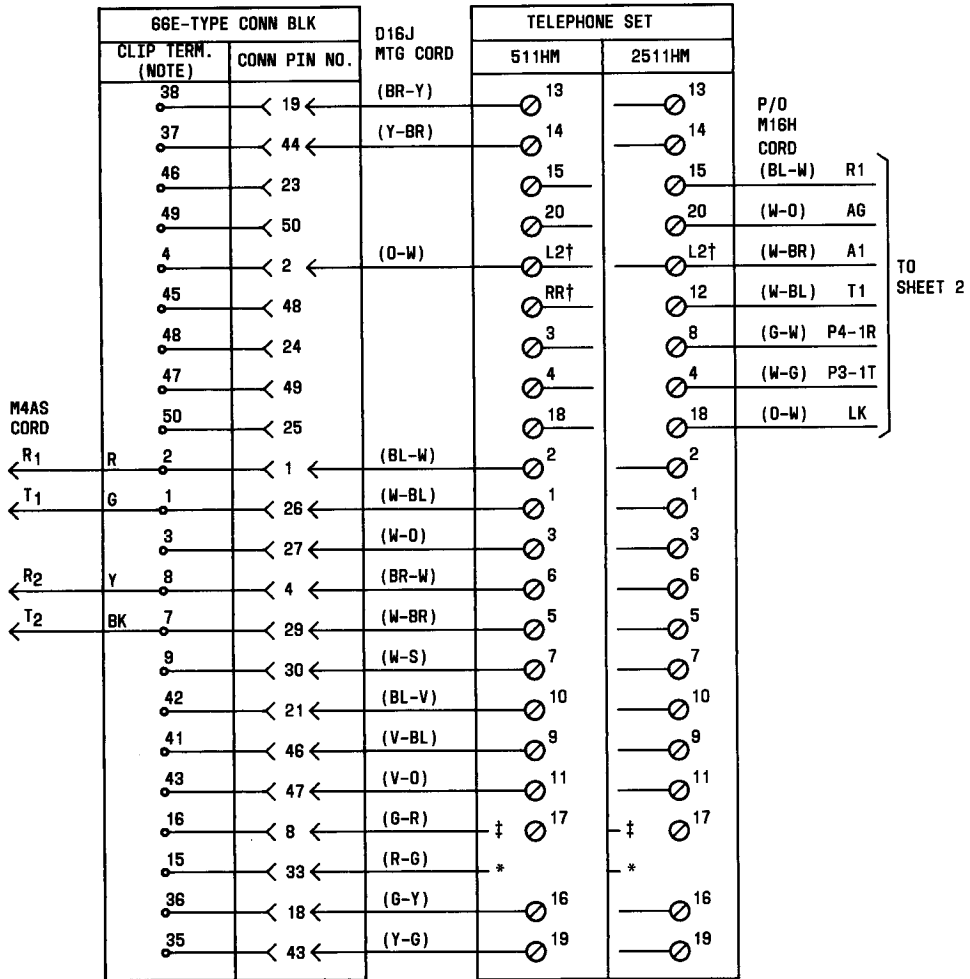 66E-TYPE CONN BLK D16J MTG CORD TELEPHONE SET
CLIP TERM. (NOTE) CONN PIN NO. 511HM 2511HM
P/O M16H CORD
38 19 (BR-Y) 13 13
37 44 (Y-BR) 14 14
46 23 15 15 (BL-W) R1
49 50 20 20 (W-O) AG
4 2 (O-W) L2† L2† (W-BR) A1
45 48 RR† 12 (W-BL) T1
TO SHEET 2
48 24 3 8 (G-W) P4-1R
47 49 4 4 (W-G) P3-1T
50 25 18 18 (O-W) LK
M4AS CORD
R1 R 2 1 (BL-W) 2 2
T1 G 1 26 (W-BL) 1 1
3 27 (W-O) 3 3
R2 Y 8 4 (BR-W) 6 6
T2 BK 7 29 (W-BR) 5 5
9 30 (W-S) 7 7
42 21 (BL-V) 10 10
41 46 (V-BL) 9 9
43 47 (V-O) 11 11
16 8 (G-R) ‡ 17 ‡ 17
15 33 (R-G) * *
36 18 (G-Y) 16 16
35 43 (Y-G) 19 19